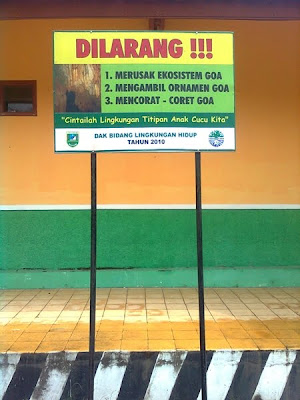 DILARANG !!!
1. MERUSAK EKOSISTEM GOA
2. MENGAMBIL ORNAMEN GOA
3. MENCORAT - CORET GOA
"Cintailah Lingkungan Titipan Anak Cucu Kita"
DAK BIDANG LINGKUNGAN HIDUP
TAHUN 2010